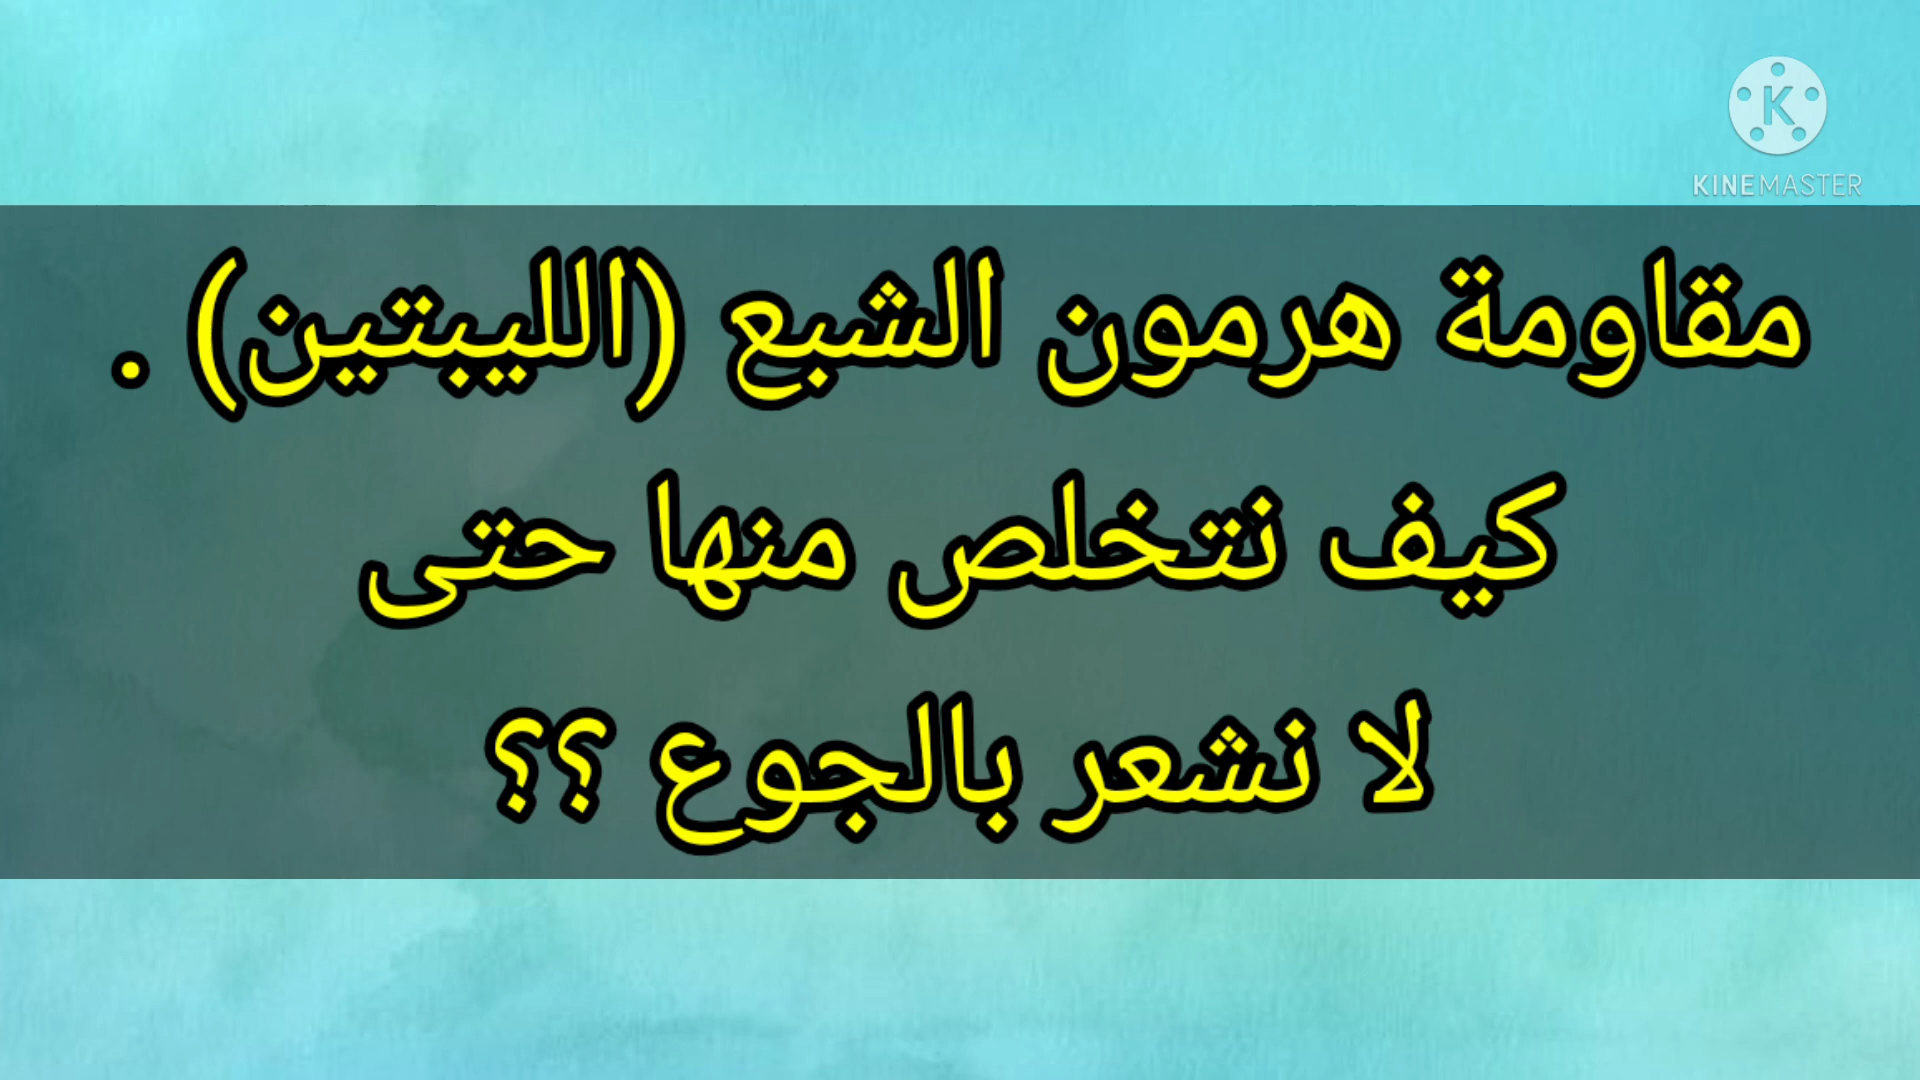 KINEMASTER
مقاومة هرمون الشبع (الليبتين) .
كيف نتخلص منها حتى
لا نشعر بالجوع ؟؟